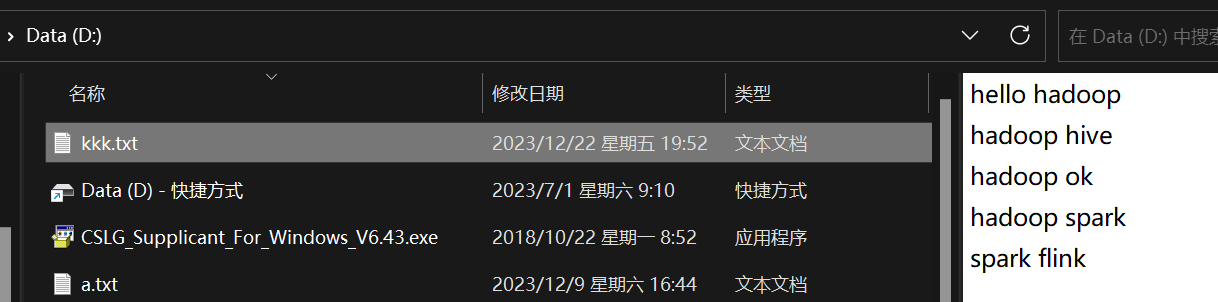 Data (D:)
在 Data (D:) 中搜索
名称 修改日期 类型
kkk.txt 2023/12/22 星期五 19:52 文本文档
Data (D) - 快捷方式 2023/7/1 星期六 9:10 快捷方式
CSLG_Supplicant_For_Windows_V6.43.exe 2018/10/22 星期一 8:52 应用程序
a.txt 2023/12/9 星期六 16:44 文本文档
hello hadoop
hadoop hive
hadoop ok
hadoop spark
spark flink